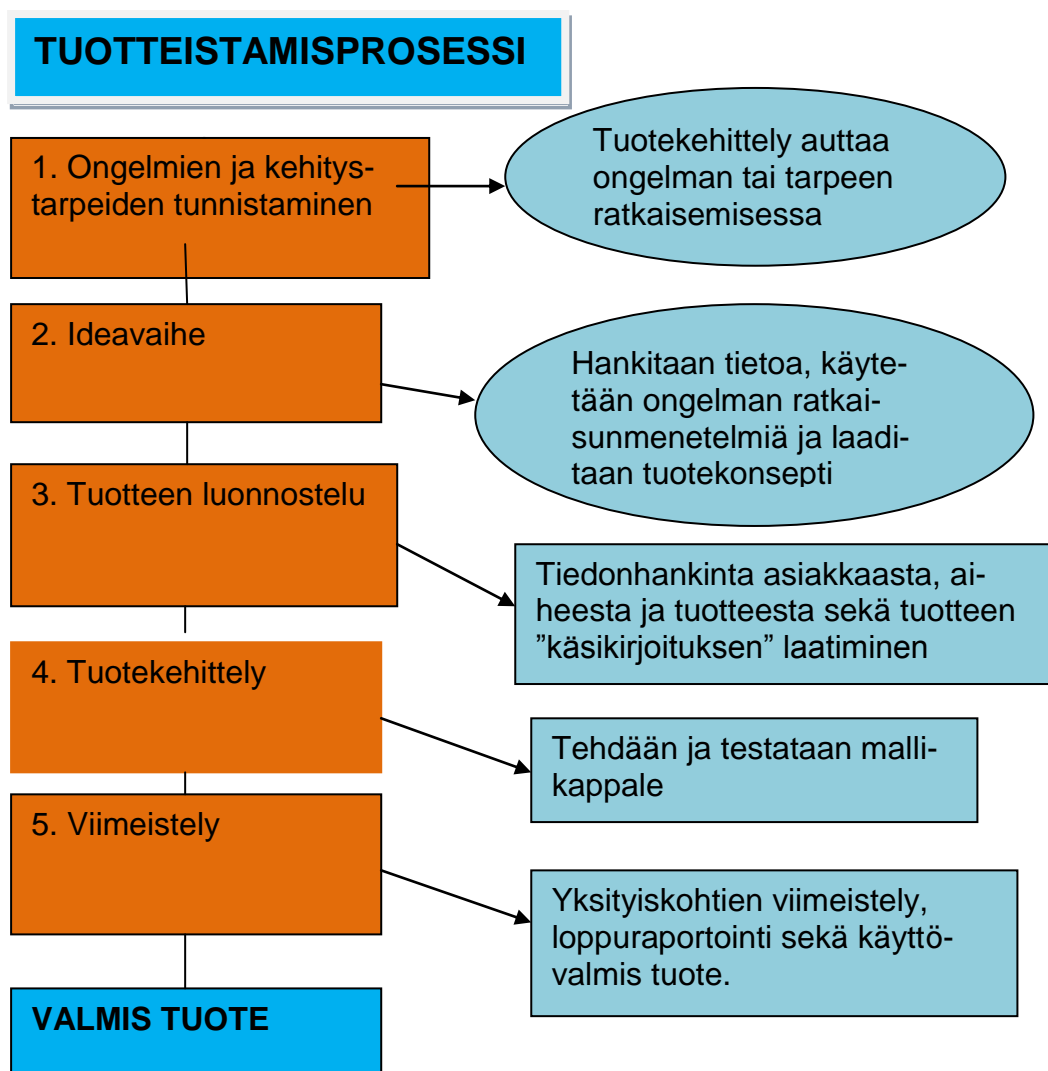 TUOTTEISTAMISPROSESSI
1. Ongelmien ja kehitys-
tarpeiden tunnistaminen
Tuotekehittely auttaa
ongelman tai tarpeen
ratkaisemisessa
2. Ideavaihe
Hankitaan tietoa, käyte-
tään ongelman ratkai-
sunmenetelmiä ja laadi-
taan tuotekonsepti
3. Tuotteen luonnostelu
Tiedonhankinta asiakkaasta, ai-
heesta ja tuotteesta sekä tuotteen
”käsikirjoituksen” laatiminen
4. Tuotekehittely
Tehdään ja testataan malli-
kappale
5. Viimeistely
Yksityiskohtien viimeistely,
loppuraportointi sekä käyttö-
valmis tuote.
VALMIS TUOTE